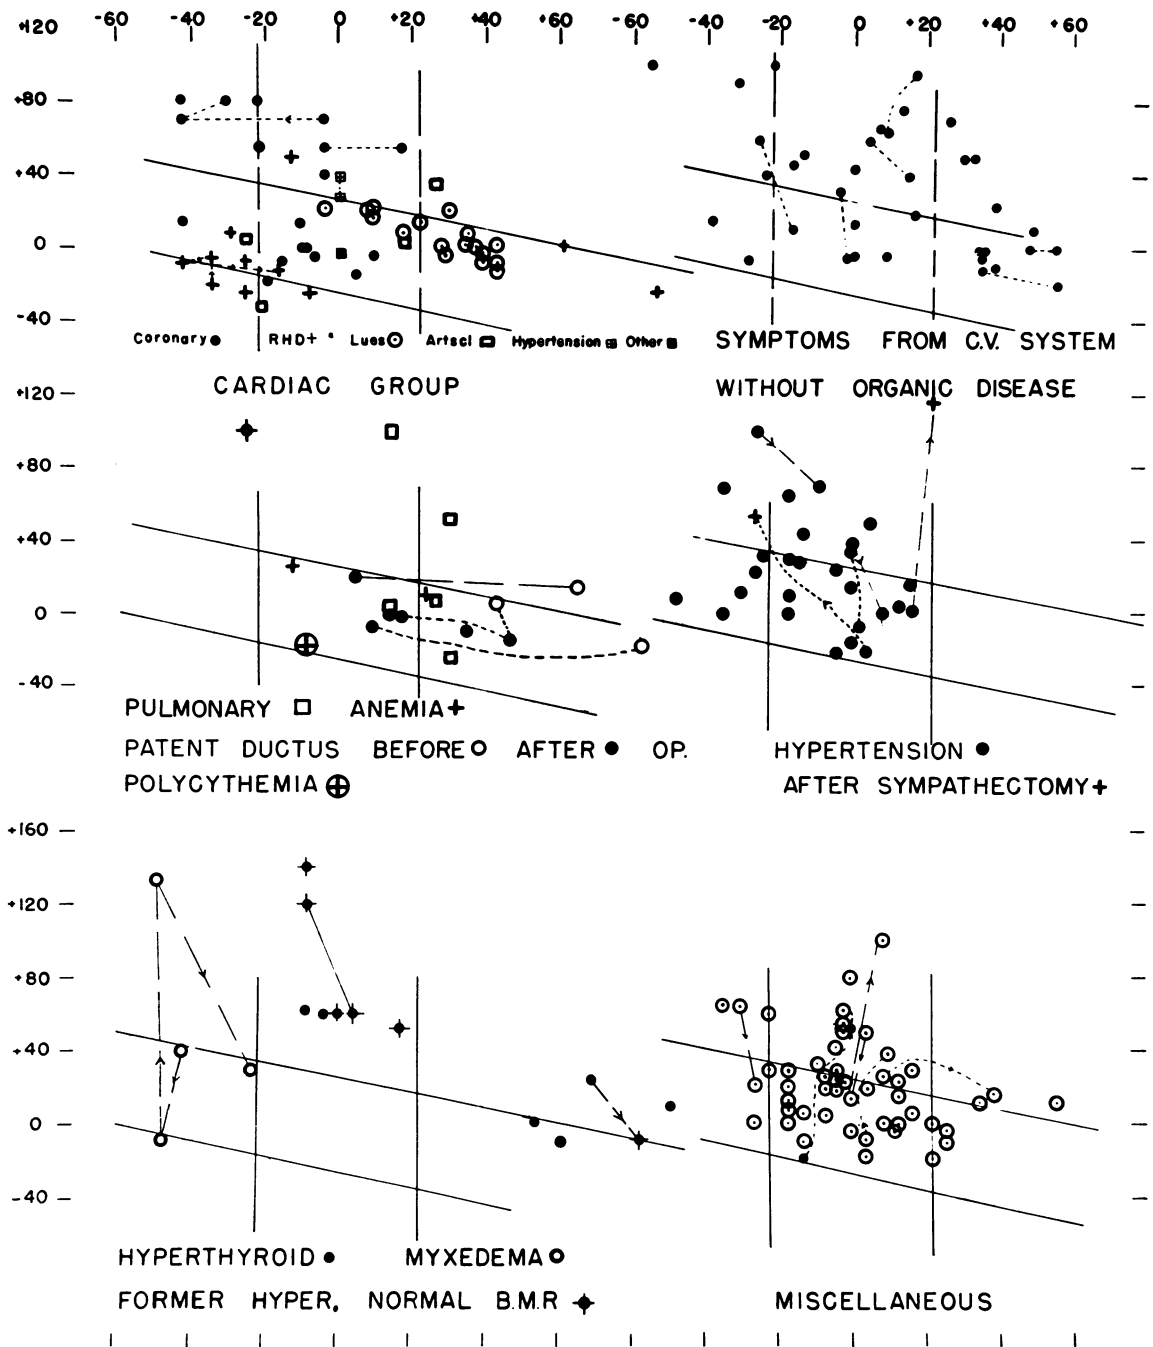 +120 -60 -40 -20 0 +20 +40 +60 -60 -40 -20 0 +20 +40 +60
+80
+40
0
-40
Coronary RHD+ Lues Artscl Hypertension Other
SYMPTOMS FROM C.V. SYSTEM
CARDIAC GROUP
WITHOUT ORGANIC DISEASE
+120
+80
+40
0
-40
PULMONARY ANEMIA+
PATENT DUCTUS BEFORE AFTER OP.
HYPERTENSION
POLYCYTHEMIA
AFTER SYMPATHECTOMY+
+160
+120
+80
+40
0
-40
HYPERTHYROID MYXEDEMA
FORMER HYPER, NORMAL B.M.R
MISCELLANEOUS